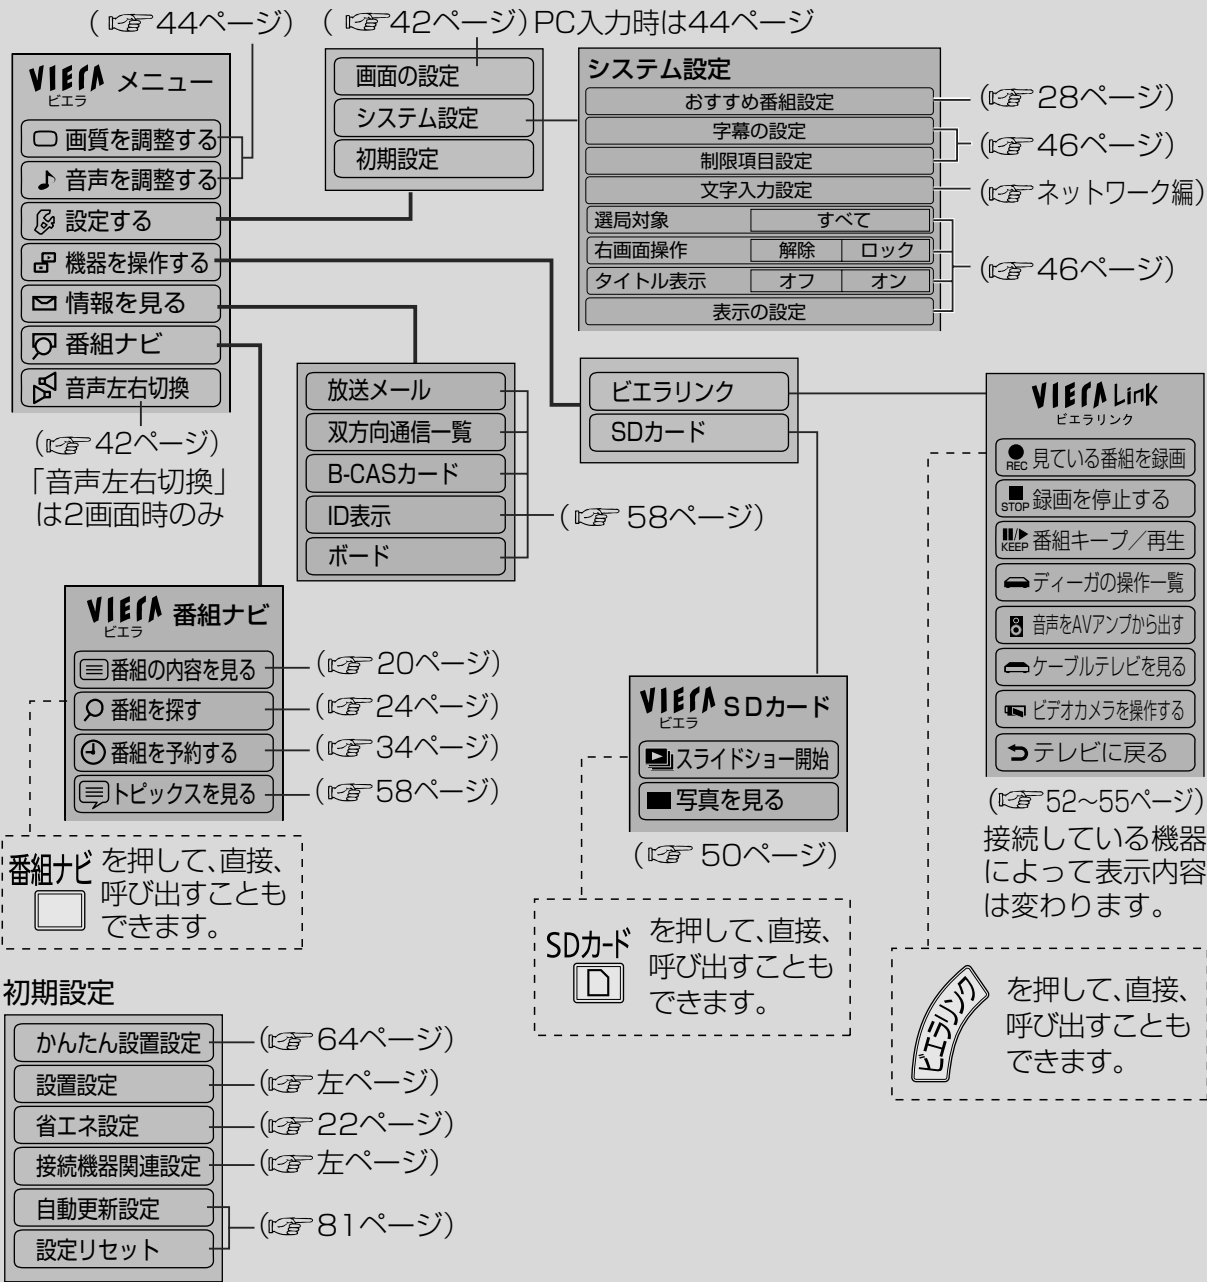 (☞44ページ)
(☞42ページ)PC入力時は44ページ
VIERA メニュー
ビエラ
画質を調整する
音声を調整する
設定する
機器を操作する
情報を見る
番組ナビ
音声左右切換
(☞42ページ)
「音声左右切換」
は2画面時のみ
画面の設定
システム設定
初期設定
システム設定
おすすめ番組設定
(☞28ページ)
字幕の設定
制限項目設定
(☞46ページ)
文字入力設定
(☞ネットワーク編)
選局対象 すべて
右画面操作 解除 ロック
タイトル表示 オフ オン
表示の設定
(☞46ページ)
放送メール
双方向通信一覧
B-CASカード
ID表示
ボード
(☞58ページ)
ビエラリンク
SDカード
VIERA Link
ビエラリンク
REC 見ている番組を録画
STOP 録画を停止する
KEEP 番組キープ/再生
ディーガの操作一覧
音声をAVアンプから出す
ケーブルテレビを見る
ビデオカメラを操作する
テレビに戻る
(☞52~55ページ)
接続している機器
によって表示内容
は変わります。
ビエラリンク
を押して、直接、
呼び出すことも
できます。
VIERA 番組ナビ
ビエラ
番組の内容を見る (☞20ページ)
番組を探す (☞24ページ)
番組を予約する (☞34ページ)
トピックスを見る (☞58ページ)
番組ナビ を押して、直接、
呼び出すことも
できます。
VIERA SDカード
ビエラ
スライドショー開始
写真を見る
(☞50ページ)
SDカード を押して、直接、
呼び出すことも
できます。
初期設定
かんたん設置設定 (☞64ページ)
設置設定 (☞左ページ)
省エネ設定 (☞22ページ)
接続機器関連設定 (☞左ページ)
自動更新設定
設定リセット
(☞81ページ)